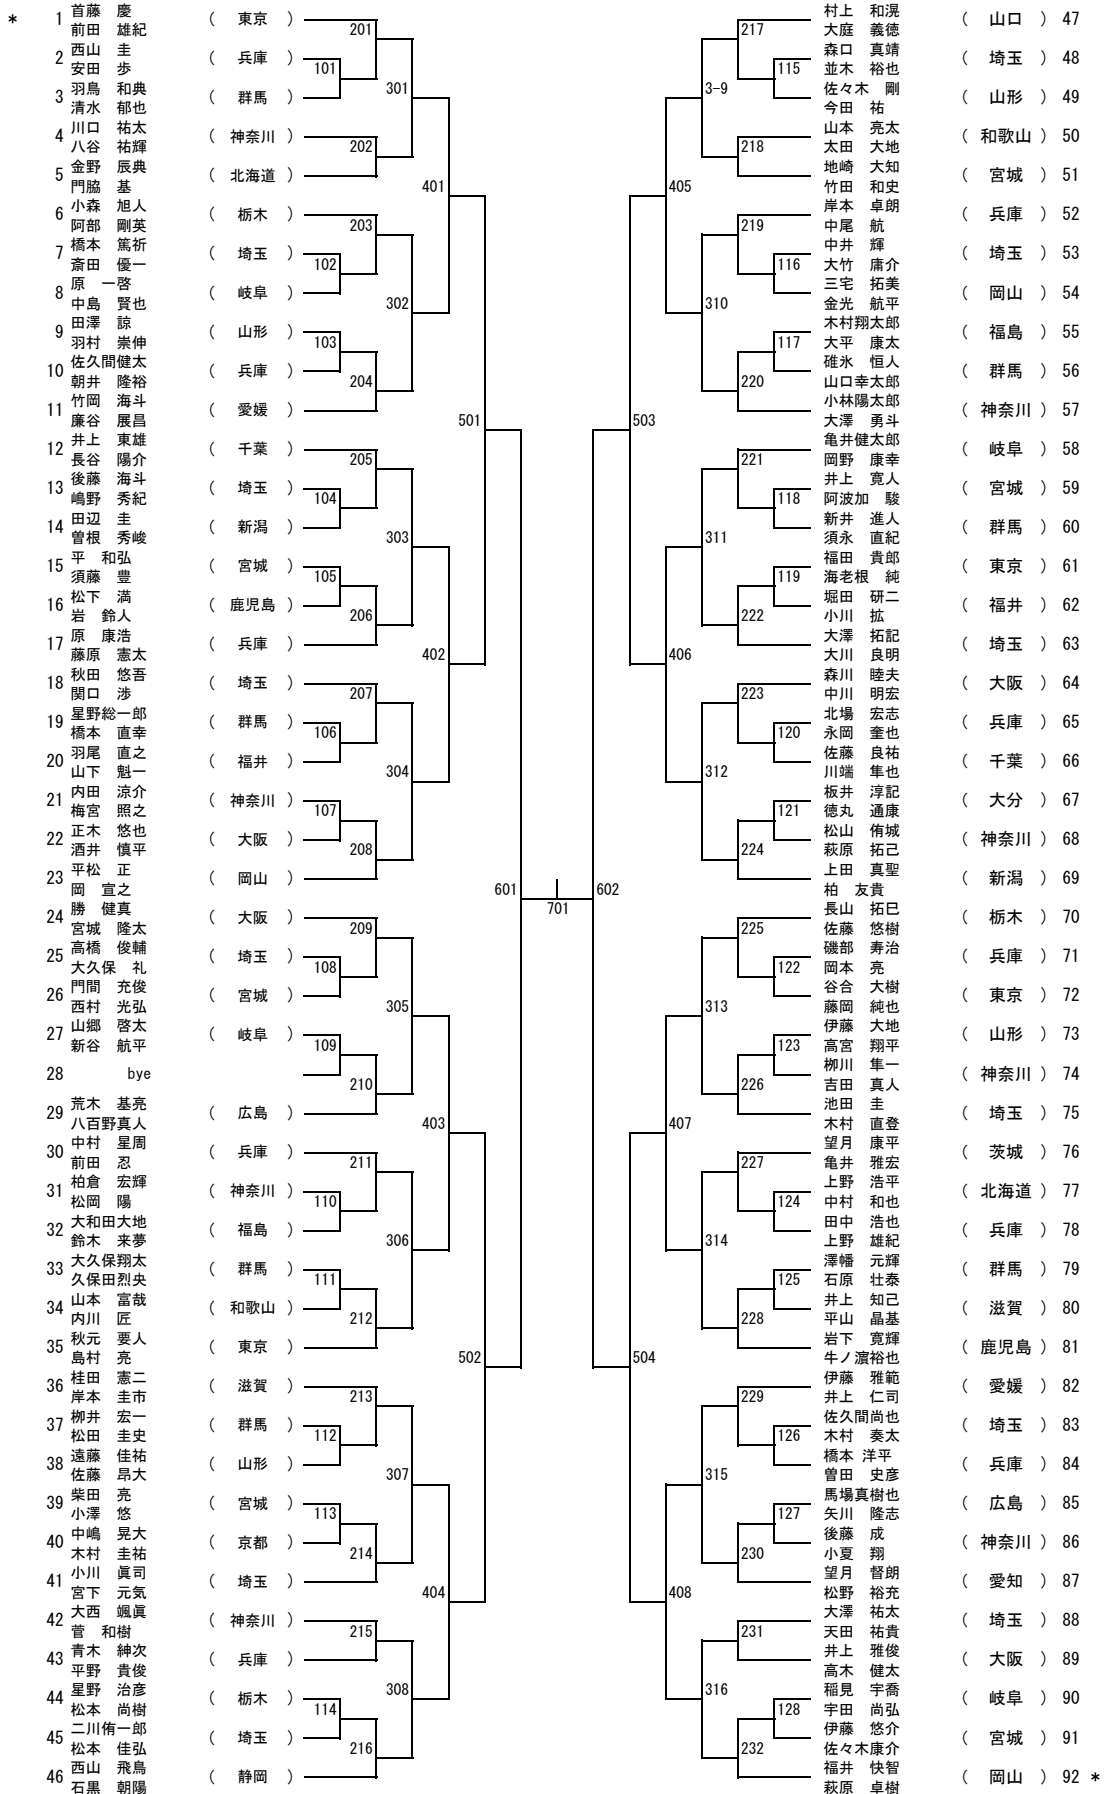 * 1 首藤 慶 前田 雄紀 ( 東京 )
2 西山 圭 安田 歩 ( 兵庫 )
3 羽鳥 和典 清水 郁也 ( 群馬 )
4 川口 祐太 八谷 祐輝 ( 神奈川 )
5 金野 辰典 門脇 基 ( 北海道 )
6 小森 旭人 阿部 剛英 ( 栃木 )
7 橋本 篤祈 斎田 優一 ( 埼玉 )
8 原 一啓 中島 賢也 ( 岐阜 )
9 田澤 諒 羽村 崇伸 ( 山形 )
10 佐久間健太 朝井 隆裕 ( 兵庫 )
11 竹岡 海斗 廉谷 展昌 ( 愛媛 )
12 井上 東雄 長谷 陽介 ( 千葉 )
13 後藤 海斗 嶋野 秀紀 ( 埼玉 )
14 田辺 圭 曽根 秀峻 ( 新潟 )
15 平 和弘 須藤 豊 ( 宮城 )
16 松下 満 岩 鈴人 ( 鹿児島 )
17 原 康浩 藤原 憲太 ( 兵庫 )
18 秋田 悠吾 関口 渉 ( 埼玉 )
19 星野総一郎 橋本 直幸 ( 群馬 )
20 羽尾 直之 山下 魁一 ( 福井 )
21 内田 涼介 梅宮 照之 ( 神奈川 )
22 正木 悠也 酒井 慎平 ( 大阪 )
23 平松 正 岡 宣之 ( 岡山 )
24 勝 健真 宮城 隆太 ( 大阪 )
25 高橋 俊輔 大久保 礼 ( 埼玉 )
26 門間 充俊 西村 光弘 ( 宮城 )
27 山郷 啓太 新谷 航平 ( 岐阜 )
28 bye
29 荒木 基亮 八百野真人 ( 広島 )
30 中村 星周 前田 忍 ( 兵庫 )
31 柏倉 宏輝 松岡 陽 ( 神奈川 )
32 大和田大地 鈴木 来夢 ( 福島 )
33 大久保翔太 久保田烈央 ( 群馬 )
34 山本 富哉 内川 匠 ( 和歌山 )
35 秋元 要人 島村 亮 ( 東京 )
36 桂田 憲二 岸本 圭市 ( 滋賀 )
37 柳井 宏一 松田 圭史 ( 群馬 )
38 遠藤 佳祐 佐藤 昂大 ( 山形 )
39 柴田 亮 小澤 悠 ( 宮城 )
40 中嶋 晃大 木村 圭祐 ( 京都 )
41 小川 眞司 宮下 元気 ( 埼玉 )
42 大西 颯眞 菅 和樹 ( 神奈川 )
43 青木 紳次 平野 貴俊 ( 兵庫 )
44 星野 治彦 松本 尚樹 ( 栃木 )
45 二川侑一郎 松本 佳弘 ( 埼玉 )
46 西山 飛鳥 石黒 朝陽 ( 静岡 )
101
102
103
104
105
106
107
108
109
110
111
112
113
114
201
202
203
204
205
206
207
208
209
210
211
212
213
214
215
216
301
302
303
304
305
306
307
308
401
402
403
404
501
502
601
701
602
503
504
405
406
407
408
3-9
310
311
312
313
314
315
316
217
218
219
220
221
222
223
224
225
226
227
228
229
230
231
232
115
116
117
118
119
120
121
122
123
124
125
126
127
128
村上 和滉 大庭 義徳 ( 山口 ) 47
森口 真靖 並木 裕也 ( 埼玉 ) 48
佐々木 剛 今田 祐 ( 山形 ) 49
山本 亮太 太田 大地 ( 和歌山 ) 50
地崎 大知 竹田 和史 ( 宮城 ) 51
岸本 卓朗 中尾 航 ( 兵庫 ) 52
中井 輝 大竹 庸介 ( 埼玉 ) 53
三宅 拓美 金光 航平 ( 岡山 ) 54
木村翔太郎 大平 康太 ( 福島 ) 55
碓氷 恒人 山口幸太郎 ( 群馬 ) 56
小林陽太郎 大澤 勇斗 ( 神奈川 ) 57
亀井健太郎 岡野 康幸 ( 岐阜 ) 58
井上 寛人 阿波加 駿 ( 宮城 ) 59
新井 進人 須永 直紀 ( 群馬 ) 60
福田 貴郎 海老根 純 ( 東京 ) 61
堀田 研二 小川 拡 ( 福井 ) 62
大澤 拓記 大川 良明 ( 埼玉 ) 63
森川 睦夫 中川 明宏 ( 大阪 ) 64
北場 宏志 永岡 奎也 ( 兵庫 ) 65
佐藤 良祐 川端 隼也 ( 千葉 ) 66
板井 淳記 徳丸 通康 ( 大分 ) 67
松山 侑城 萩原 拓己 ( 神奈川 ) 68
上田 真聖 柏 友貴 ( 新潟 ) 69
長山 拓巳 佐藤 悠樹 ( 栃木 ) 70
磯部 寿治 岡本 亮 ( 兵庫 ) 71
谷合 大樹 藤岡 純也 ( 東京 ) 72
伊藤 大地 高宮 翔平 ( 山形 ) 73
柳川 隼一 吉田 真人 ( 神奈川 ) 74
池田 圭 木村 直登 ( 埼玉 ) 75
望月 康平 亀井 雅宏 ( 茨城 ) 76
上野 浩平 中村 和也 ( 北海道 ) 77
田中 浩也 上野 雄紀 ( 兵庫 ) 78
澤幡 元輝 石原 壮泰 ( 群馬 ) 79
井上 知己 平山 晶基 ( 滋賀 ) 80
岩下 寛輝 牛ノ濵裕也 ( 鹿児島 ) 81
伊藤 雅範 井上 仁司 ( 愛媛 ) 82
佐久間尚也 木村 奏太 ( 埼玉 ) 83
橋本 洋平 曽田 史彦 ( 兵庫 ) 84
馬場真樹也 矢川 隆志 ( 広島 ) 85
後藤 成 小夏 翔 ( 神奈川 ) 86
望月 督朗 松野 裕充 ( 愛知 ) 87
大澤 祐太 天田 祐貴 ( 埼玉 ) 88
井上 雅俊 高木 健太 ( 大阪 ) 89
稲見 宇喬 宇田 尚弘 ( 岐阜 ) 90
伊藤 悠介 佐々木康介 ( 宮城 ) 91
福井 快智 萩原 卓樹 ( 岡山 ) 92 *